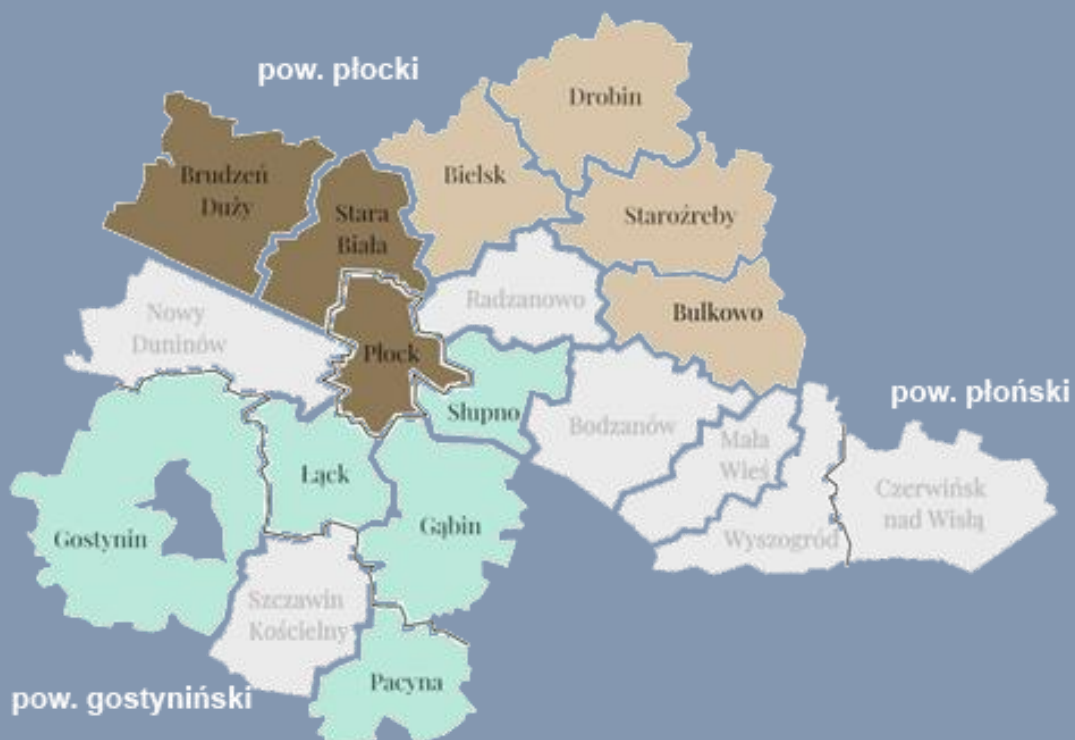 pow. płocki
Drobin
Brudzeń
Duży
Bielsk
Stara
Biała
Staroźreby
Radzanowo
Nowy
Duninów
Bulkowo
Płock
pow. płoński
Słupno
Bodzanów
Mała
Wieś
Łąck
Czerwińsk
nad Wisłą
Gostynin
Gąbin
Wyszogród
Szczawin
Kościelny
Pacyna
pow. gostyniński